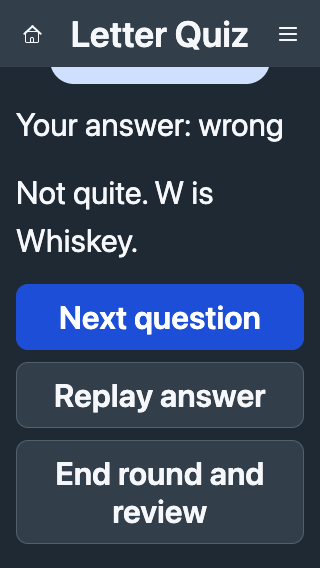 Letter Quiz
Your answer: wrong
Not quite. W is
Whiskey.
Next question
Replay answer
End round and
review